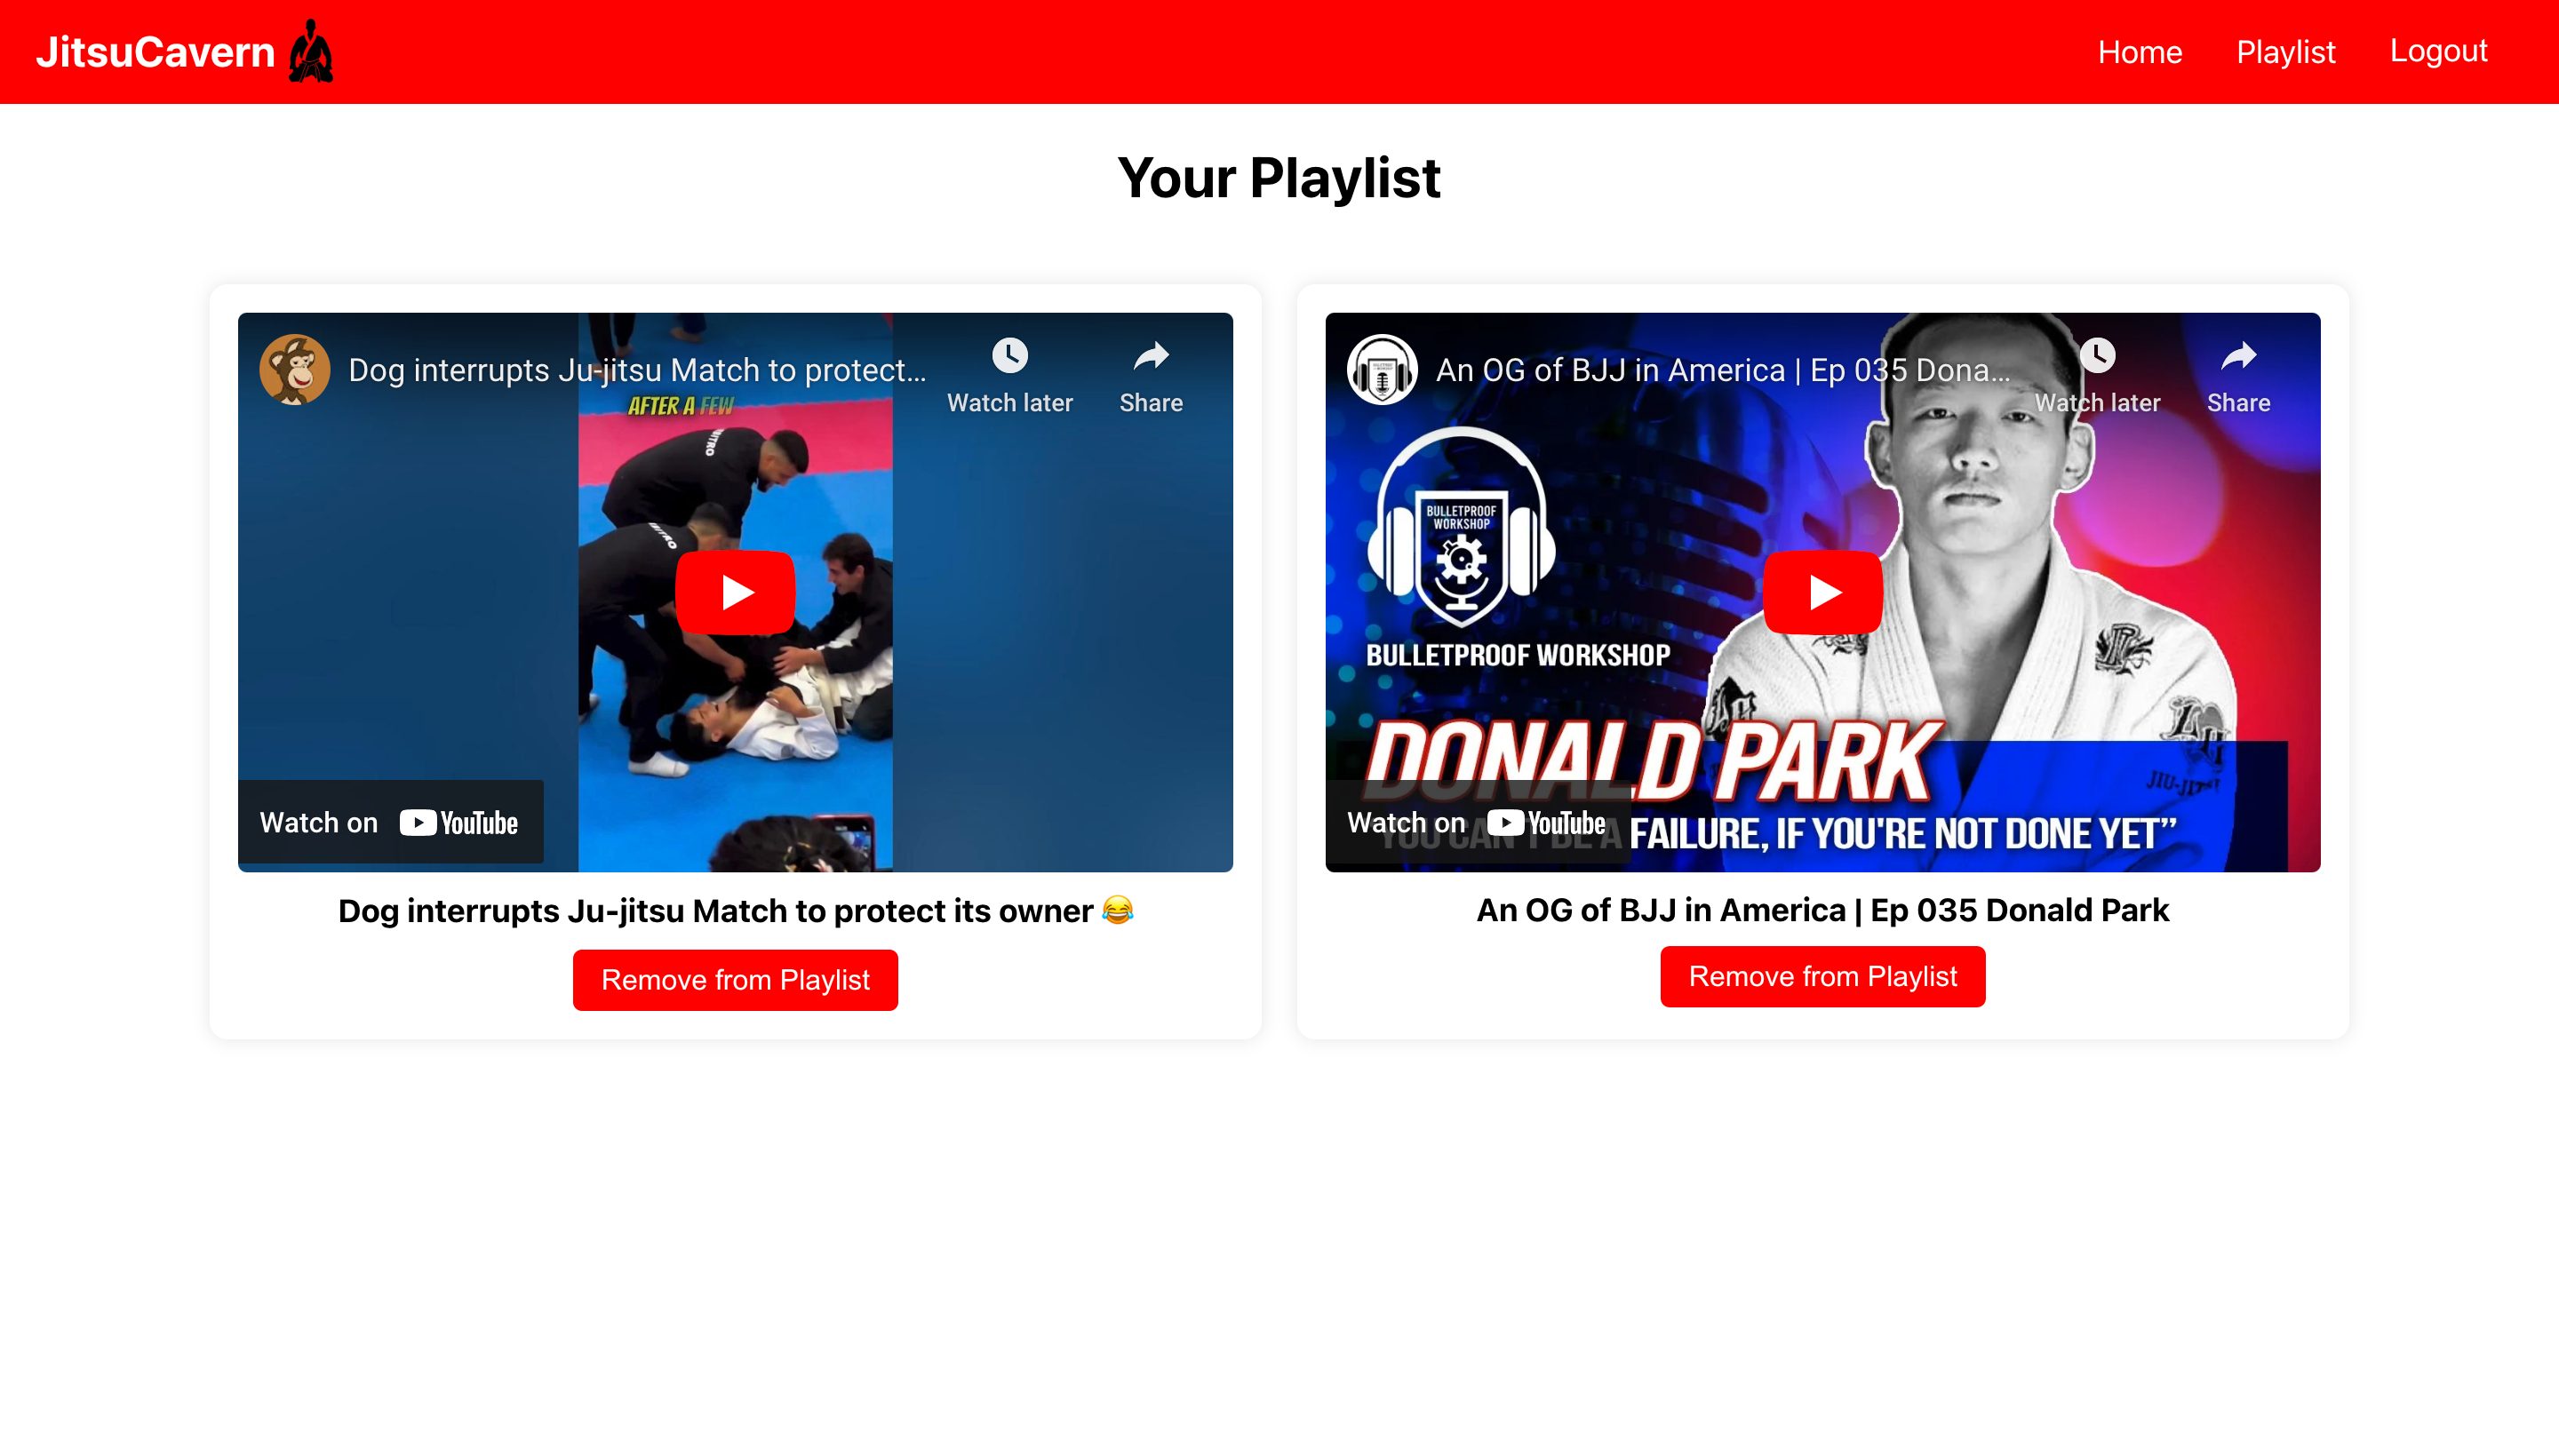 JitsuCavern
Home
Playlist
Logout
Your Playlist
Dog interrupts Ju-jitsu Match to protect...
Watch later
Share
AFTER A FEW
Watch on YouTube
Dog interrupts Ju-jitsu Match to protect its owner 😂
Remove from Playlist
An OG of BJJ in America | Ep 035 Dona...
Watch later
Share
BULLETPROOF
WORKSHOP
BULLETPROOF WORKSHOP
DONALD PARK
YOU CAN'T BE A FAILURE, IF YOU'RE NOT DONE YET”
Watch on YouTube
An OG of BJJ in America | Ep 035 Donald Park
Remove from Playlist